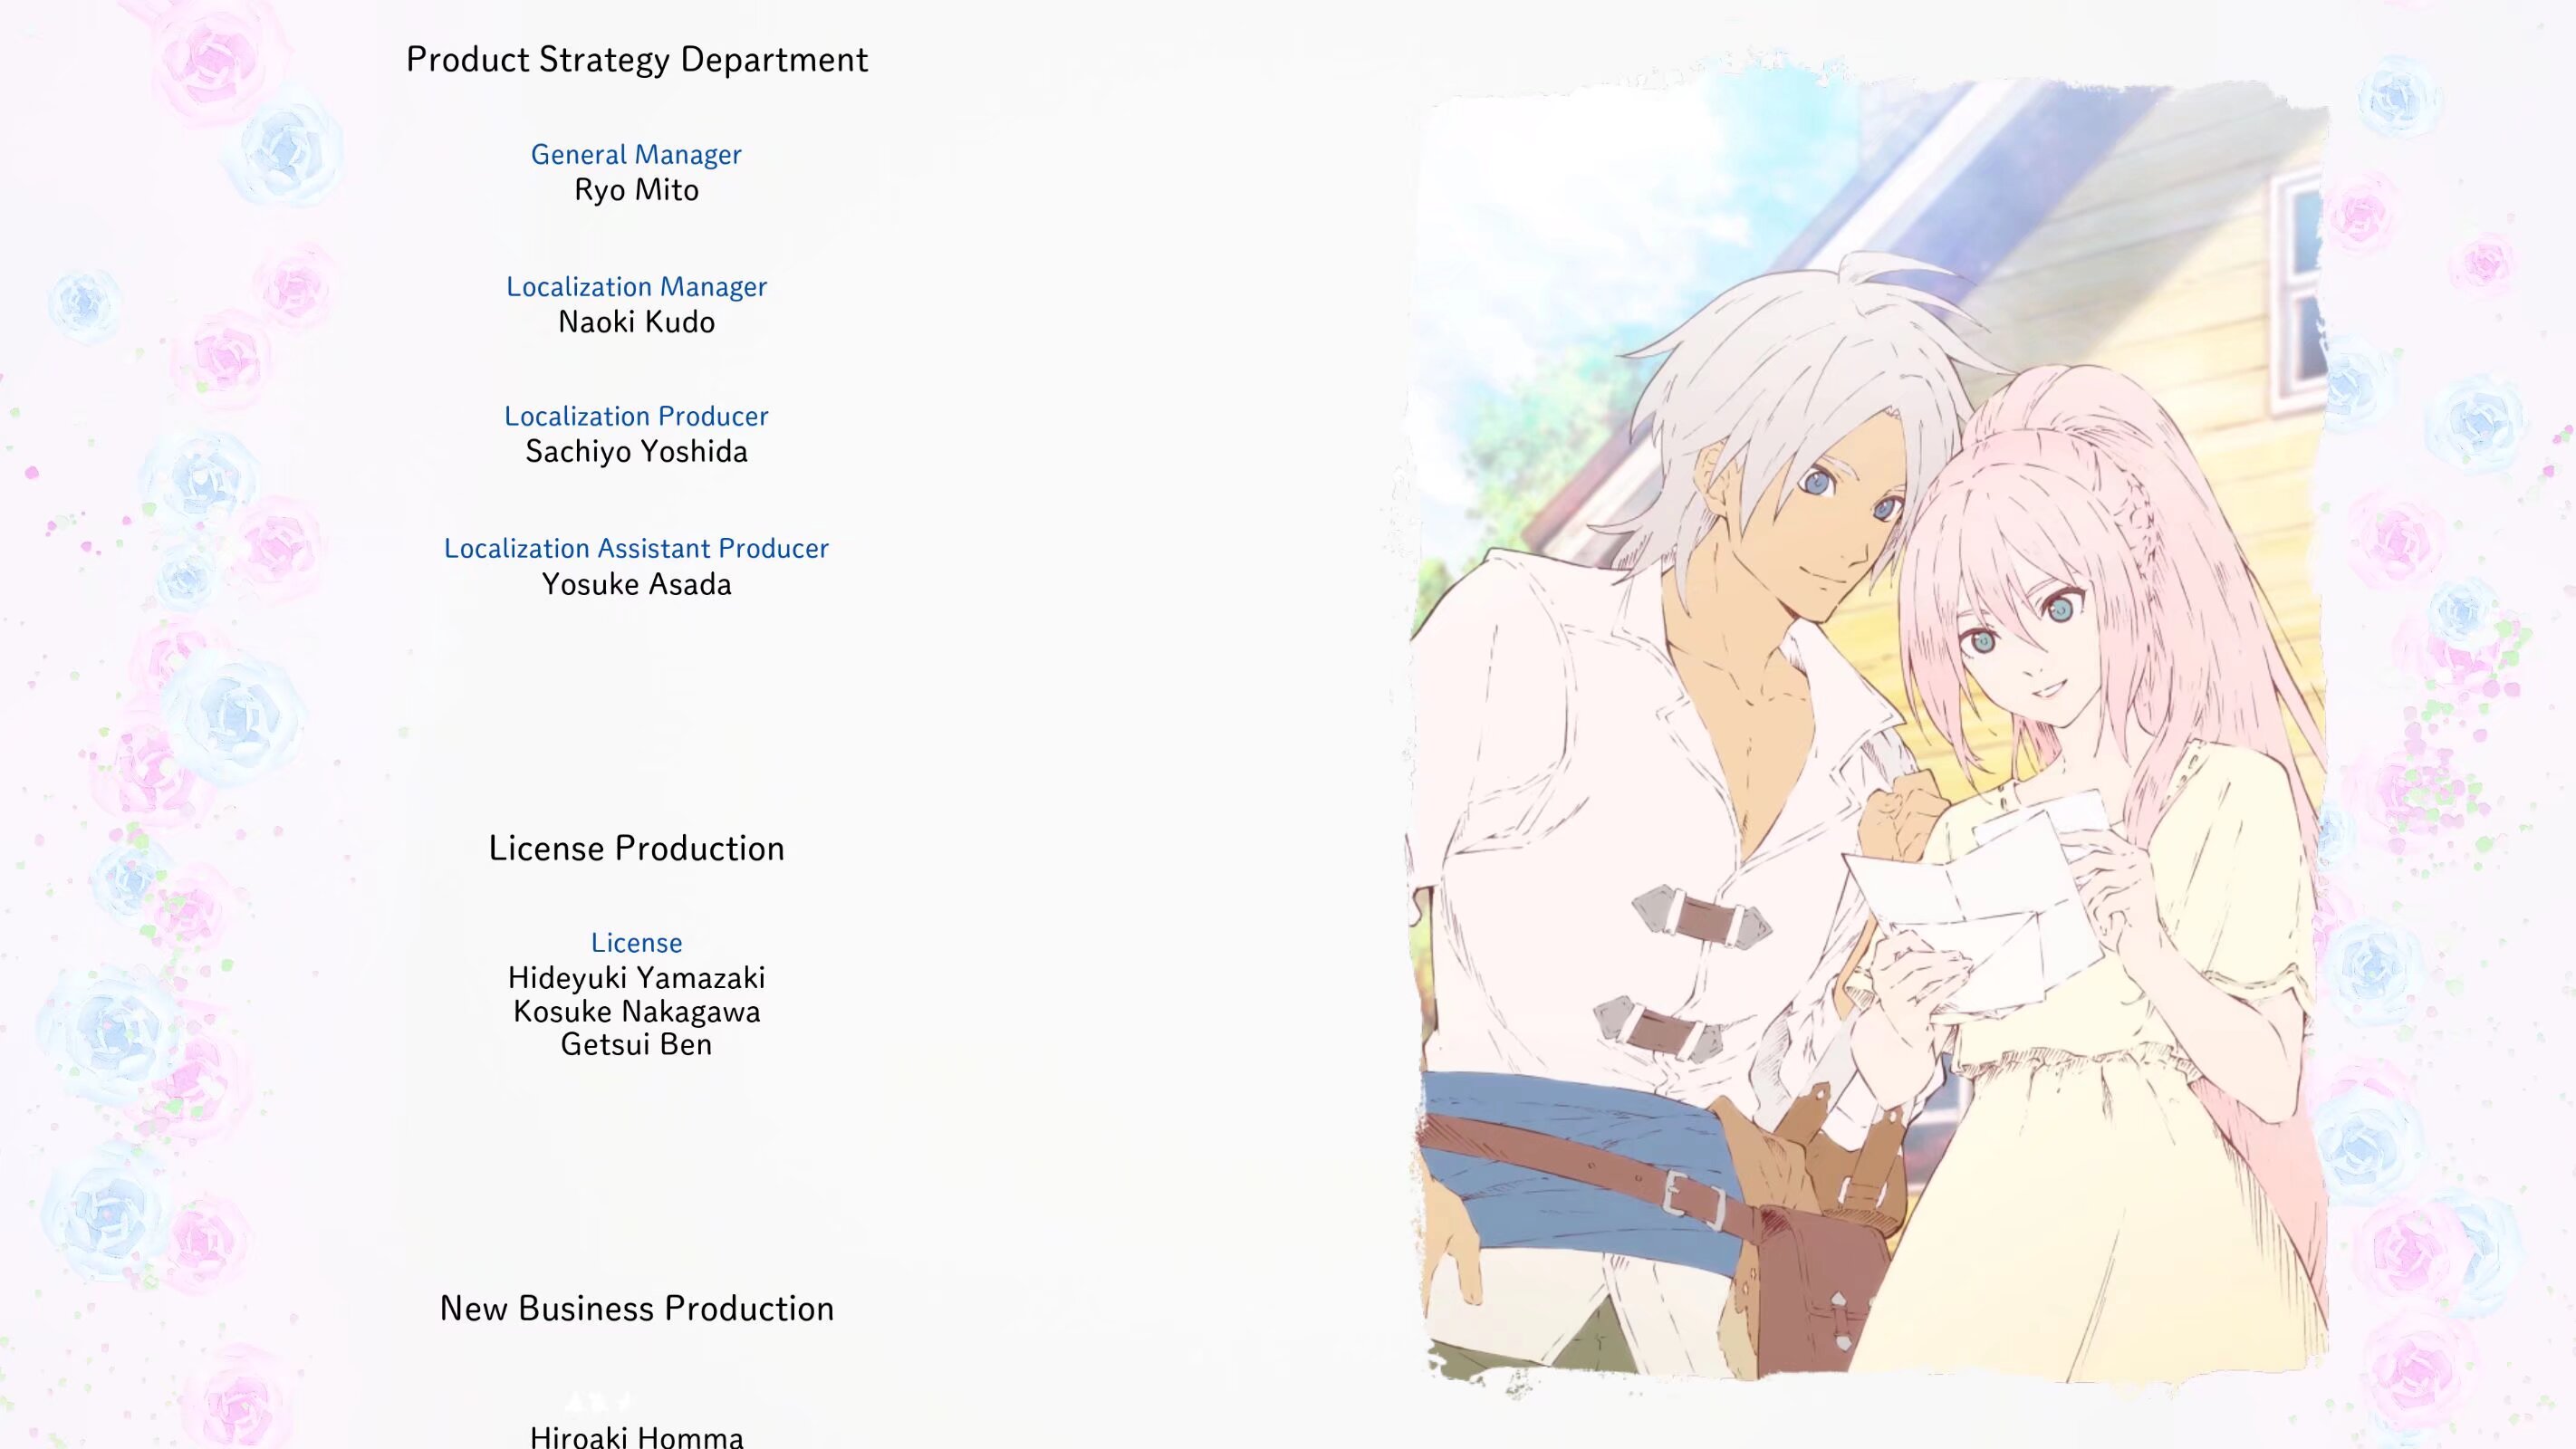 Product Strategy Department
General Manager
Ryo Mito
Localization Manager
Naoki Kudo
Localization Producer
Sachiyo Yoshida
Localization Assistant Producer
Yosuke Asada
License Production
License
Hideyuki Yamazaki
Kosuke Nakagawa
Getsui Ben
New Business Production
Hiroaki Homma